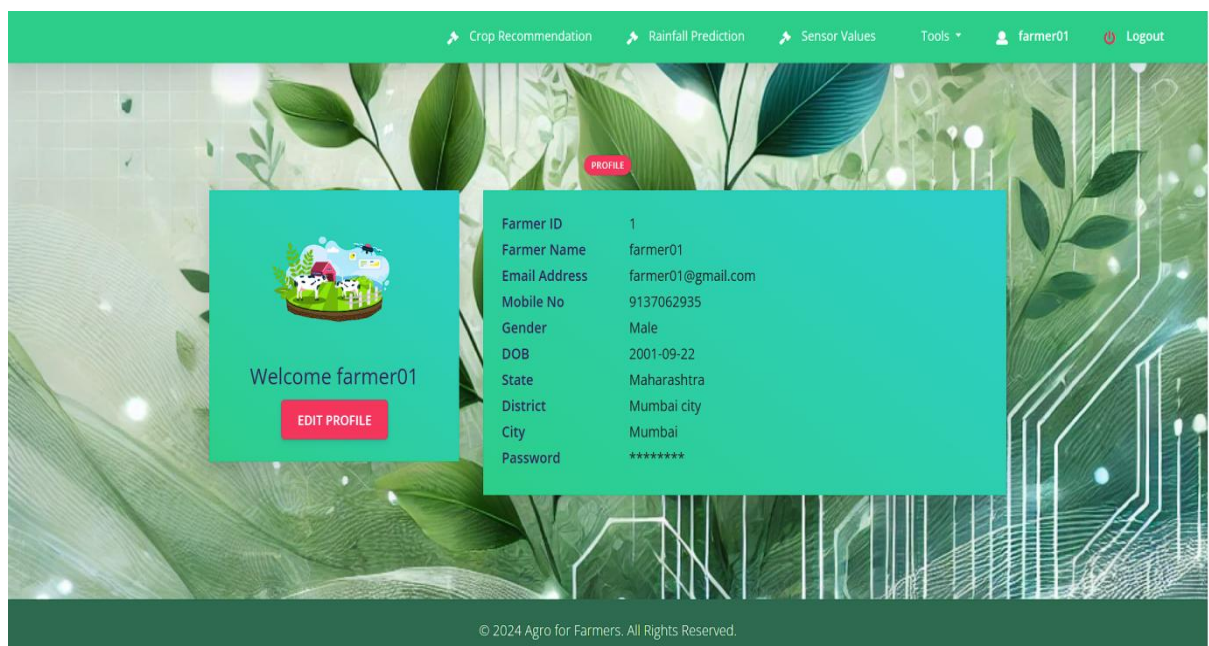 Crop Recommendation Rainfall Prediction Sensor Values Tools farmer01 Logout
PROFILE
Welcome farmer01
EDIT PROFILE
Farmer ID 1
Farmer Name farmer01
Email Address farmer01@gmail.com
Mobile No 9137062935
Gender Male
DOB 2001-09-22
State Maharashtra
District Mumbai city
City Mumbai
Password ********
© 2024 Agro for Farmers. All Rights Reserved.